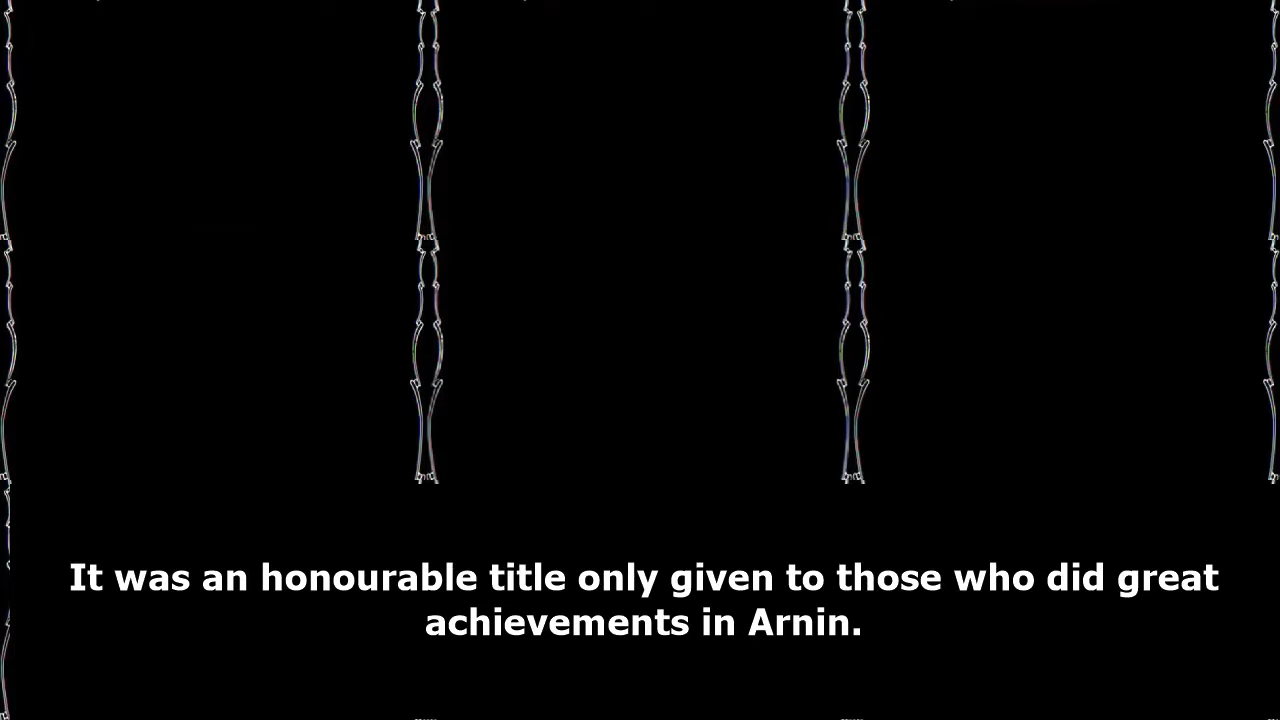 It was an honourable title only given to those who did great
achievements in Arnin.